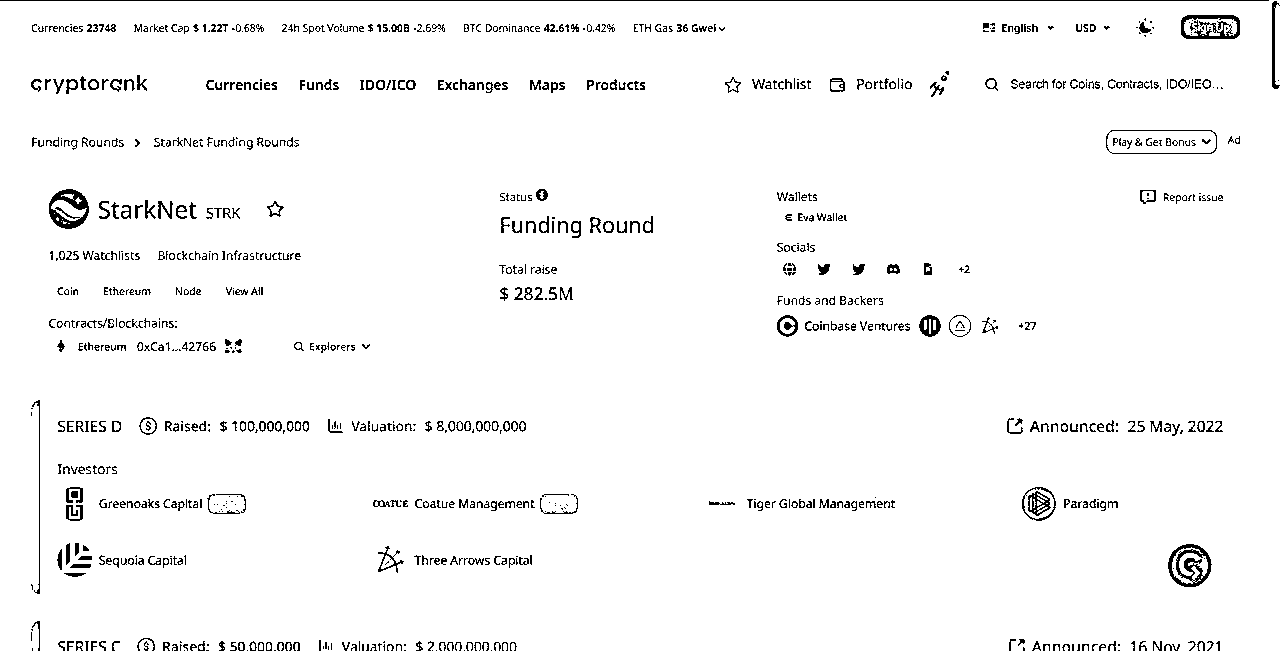 Currencies 23748 Market Cap $ 1.22T -0.68% 24h Spot Volume $ 15.00B -2.69% BTC Dominance 42.61% -0.42% ETH Gas 36 Gwei English USD Sign Up
cryptorank Currencies Funds IDO/ICO Exchanges Maps Products Watchlist Portfolio Search for Coins, Contracts, IDO/IEO...
Funding Rounds StarkNet Funding Rounds Play & Get Bonus Ad
StarkNet STRK
1,025 Watchlists Blockchain Infrastructure
Coin Ethereum Node View All
Contracts/Blockchains:
Ethereum 0xCa1...42766 Explorers
Status
Funding Round
Total raise
$ 282.5M
Wallets
Eva Wallet
Socials
+2
Funds and Backers
Coinbase Ventures +27
Report issue
SERIES D Raised: $ 100,000,000 Valuation: $ 8,000,000,000 Announced: 25 May, 2022
Investors
Greenoaks Capital COATUE Coatue Management Tiger Global Management Paradigm
Sequoia Capital Three Arrows Capital
SERIES C Raised: $ 50,000,000 Valuation: $ 2,000,000,000 Announced: 16 Nov, 2021